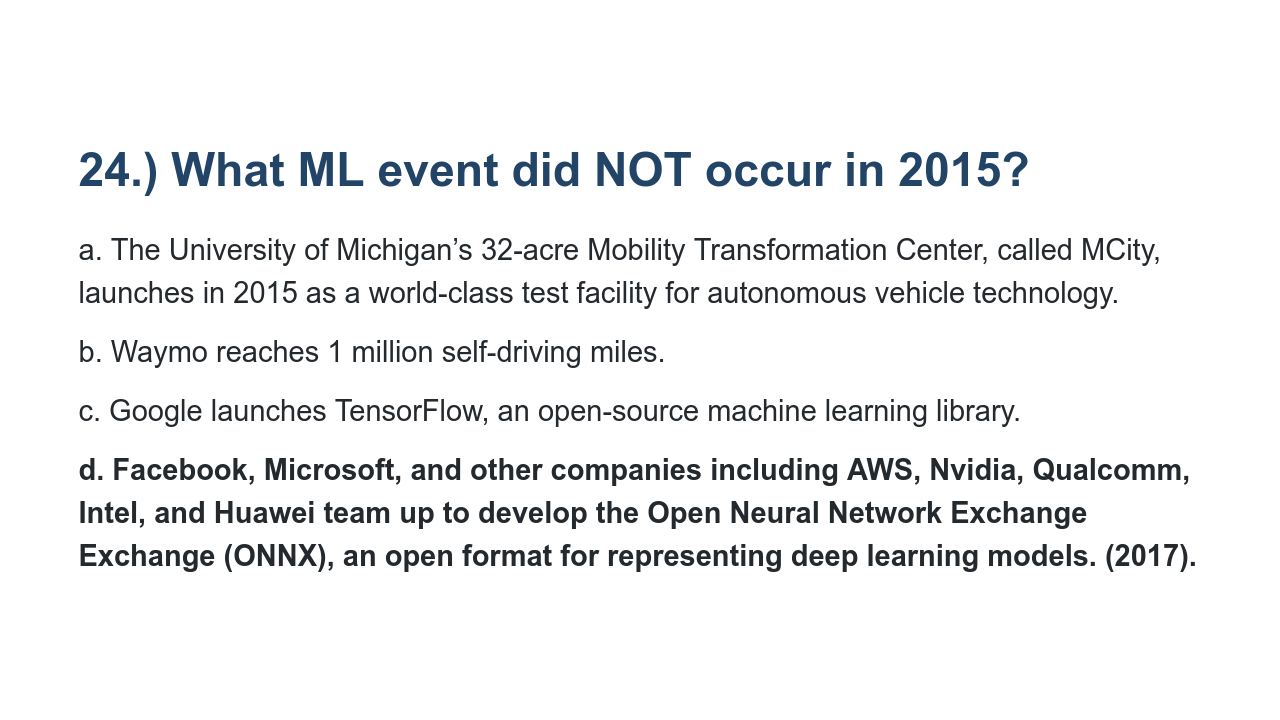 24.) What ML event did NOT occur in 2015?
a. The University of Michigan’s 32-acre Mobility Transformation Center, called MCity,
launches in 2015 as a world-class test facility for autonomous vehicle technology.
b. Waymo reaches 1 million self-driving miles.
c. Google launches TensorFlow, an open-source machine learning library.
d. Facebook, Microsoft, and other companies including AWS, Nvidia, Qualcomm,
Intel, and Huawei team up to develop the Open Neural Network Exchange
Exchange (ONNX), an open format for representing deep learning models. (2017).